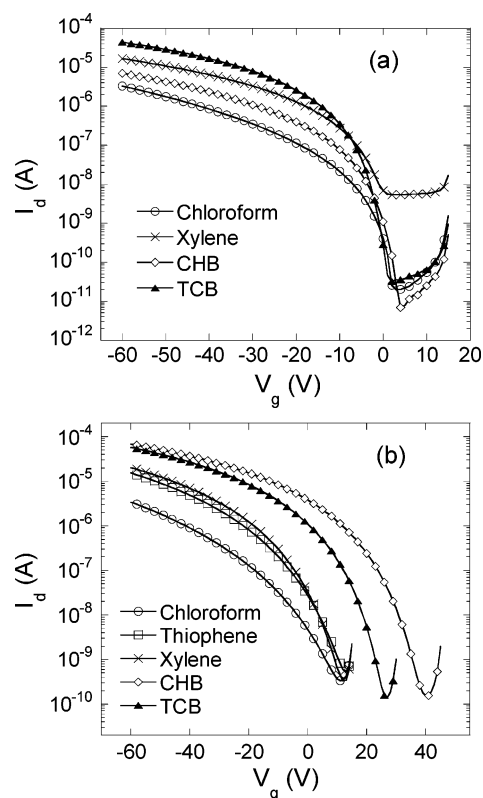 (a)
10⁻⁴
10⁻⁵
10⁻⁶
10⁻⁷
10⁻⁸
10⁻⁹
10⁻¹⁰
10⁻¹¹
10⁻¹²
I_d (A)
Chloroform
Xylene
CHB
TCB
-60 -50 -40 -30 -20 -10 0 10 20
V_g (V)
(b)
10⁻⁴
10⁻⁵
10⁻⁶
10⁻⁷
10⁻⁸
10⁻⁹
10⁻¹⁰
I_d (A)
Chloroform
Thiophene
Xylene
CHB
TCB
-60 -40 -20 0 20 40
V_g (V)